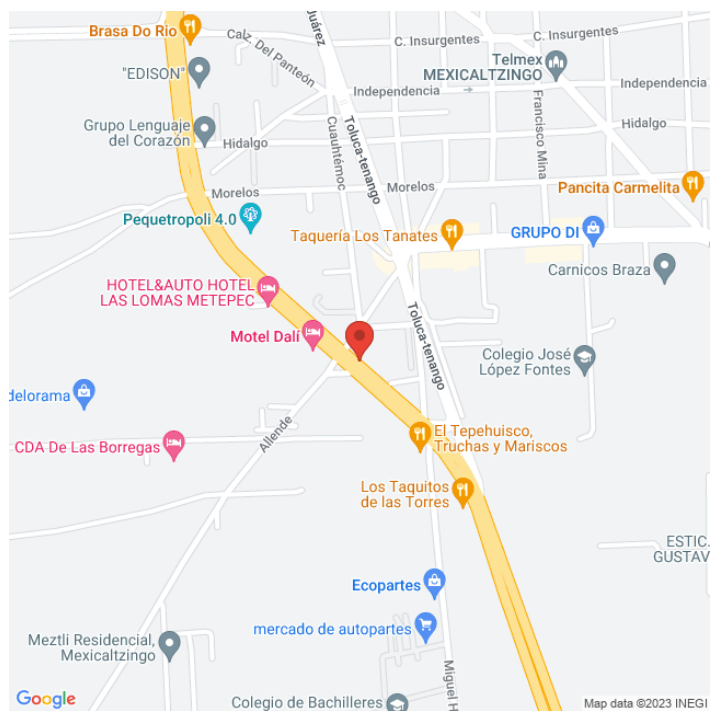 Brasa Do Rio
Calz. Del Panteón
Juárez
C. Insurgentes
C. Insurgentes
Telmex
MEXICALTZINGO
"EDISON"
Independencia
Independencia
Grupo Lenguaje
del Corazón
Hidalgo
Hidalgo
Cuauhtémoc
Toluca-tenango
Francisco Mina
Morelos
Morelos
Pancita Carmelita
Pequetropoli 4.0
Taquería Los Tanates
GRUPO DI
Carnicos Braza
HOTEL&AUTO HOTEL
LAS LOMAS METEPEC
Motel Dalí
Toluca-tenango
Colegio José
López Fontes
delorama
Allende
CDA De Las Borregas
El Tepehuisco,
Truchas y Mariscos
Los Taquitos
de las Torres
ESTIC.
GUSTAV
Ecopartes
mercado de autopartes
Meztli Residencial,
Mexicaltzingo
Miguel H
Colegio de Bachilleres
Google
Map data ©2023 INEGI